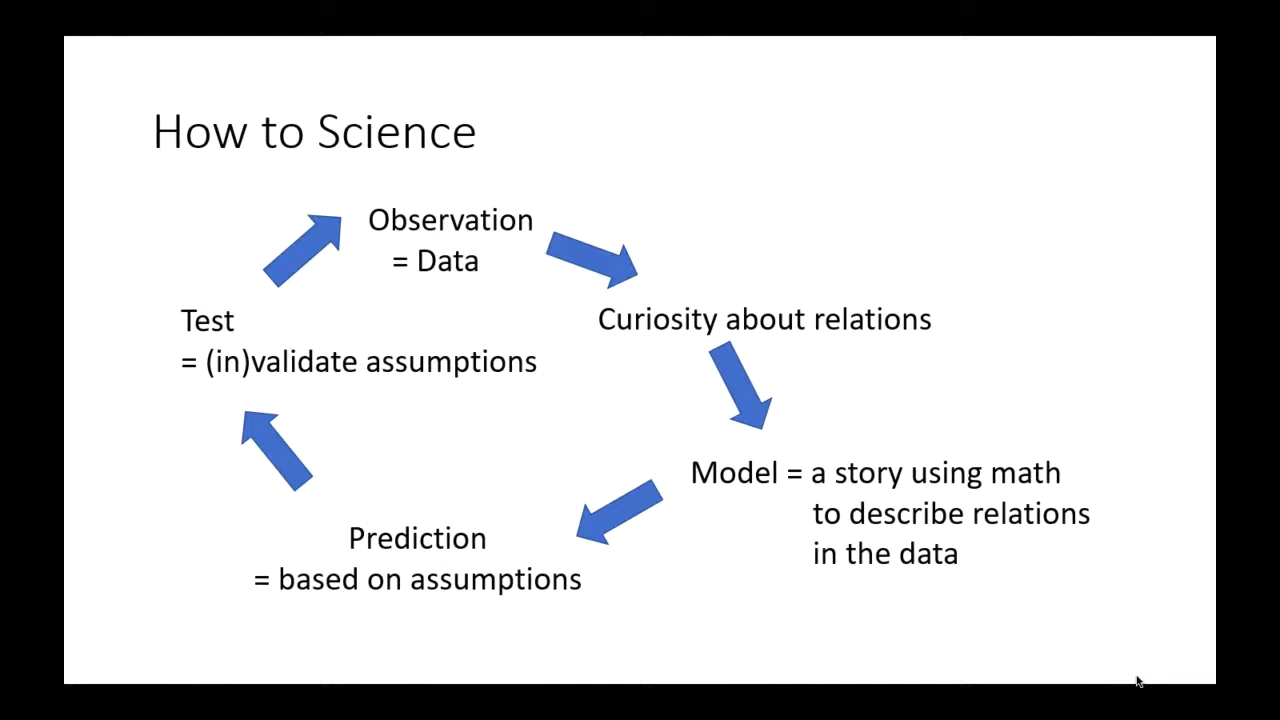 How to Science
Observation
= Data
Curiosity about relations
Model = a story using math
to describe relations
in the data
Prediction
= based on assumptions
Test
= (in)validate assumptions